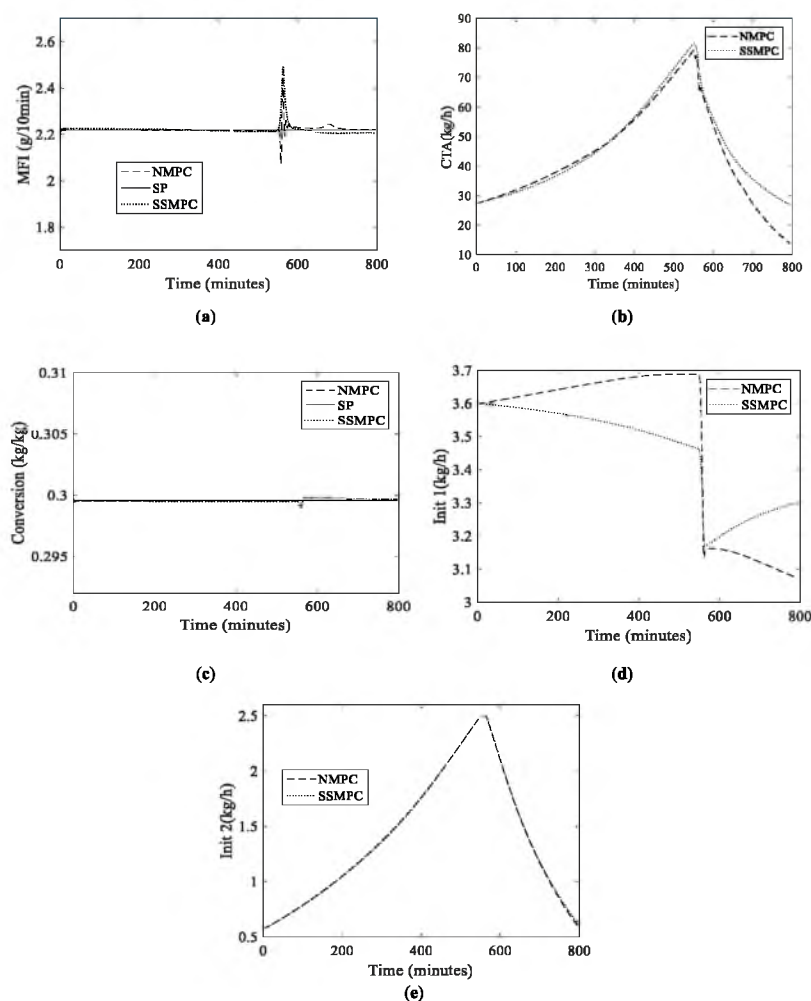 2.6
2.4
2.2
2
1.8
MFI (g/10min)
NMPC
SP
SSMPC
0 200 400 600 800
Time (minutes)
(a)
90
80
70
60
50
40
30
20
10
CTA(kg/h)
NMPC
SSMPC
0 100 200 300 400 500 600 700 800
Time (minutes)
(b)
0.31
0.305
0.3
0.295
Conversion (kg/kg)
NMPC
SP
SSMPC
0 200 400 600 800
Time (minutes)
(c)
3.7
3.6
3.5
3.4
3.3
3.2
3.1
3
Init 1(kg/h)
NMPC
SSMPC
0 200 400 600 800
Time (minutes)
(d)
2.5
2
1.5
1
0.5
Init 2(kg/h)
NMPC
SSMPC
0 200 400 600 800
Time (minutes)
(e)